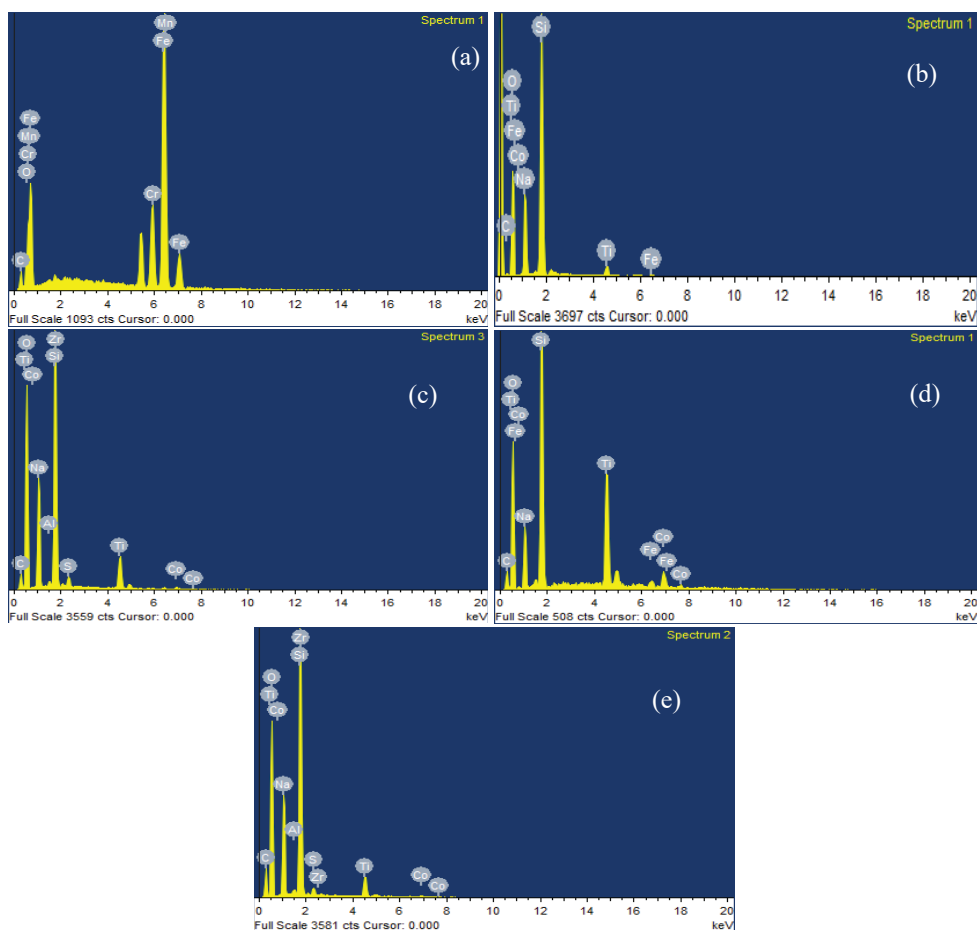 Spectrum 1
(a)
Mn
Fe
Fe
Mn
Cr
O
C
Cr
Fe
0 2 4 6 8 10 12 14 16 18 20
Full Scale 1093 cts Cursor: 0.000 keV
Spectrum 1
(b)
Si
O
Ti
Fe
Co
Na
C
Ti
Fe
0 2 4 6 8 10 12 14 16 18 20
Full Scale 3697 cts Cursor: 0.000 keV
Spectrum 3
(c)
Zr
Si
O
Ti
Co
Na
Al
C
S
Ti
Co
Co
0 2 4 6 8 10 12 14 16 18 20
Full Scale 3559 cts Cursor: 0.000 keV
Spectrum 1
(d)
Si
O
Ti
Co
Fe
Na
C
Ti
Co
Fe
Fe
Co
0 2 4 6 8 10 12 14 16 18 20
Full Scale 508 cts Cursor: 0.000 keV
Spectrum 2
(e)
Zr
Si
O
Ti
Co
Na
Al
C
S
Zr
Ti
Co
Co
0 2 4 6 8 10 12 14 16 18 20
Full Scale 3581 cts Cursor: 0.000 keV